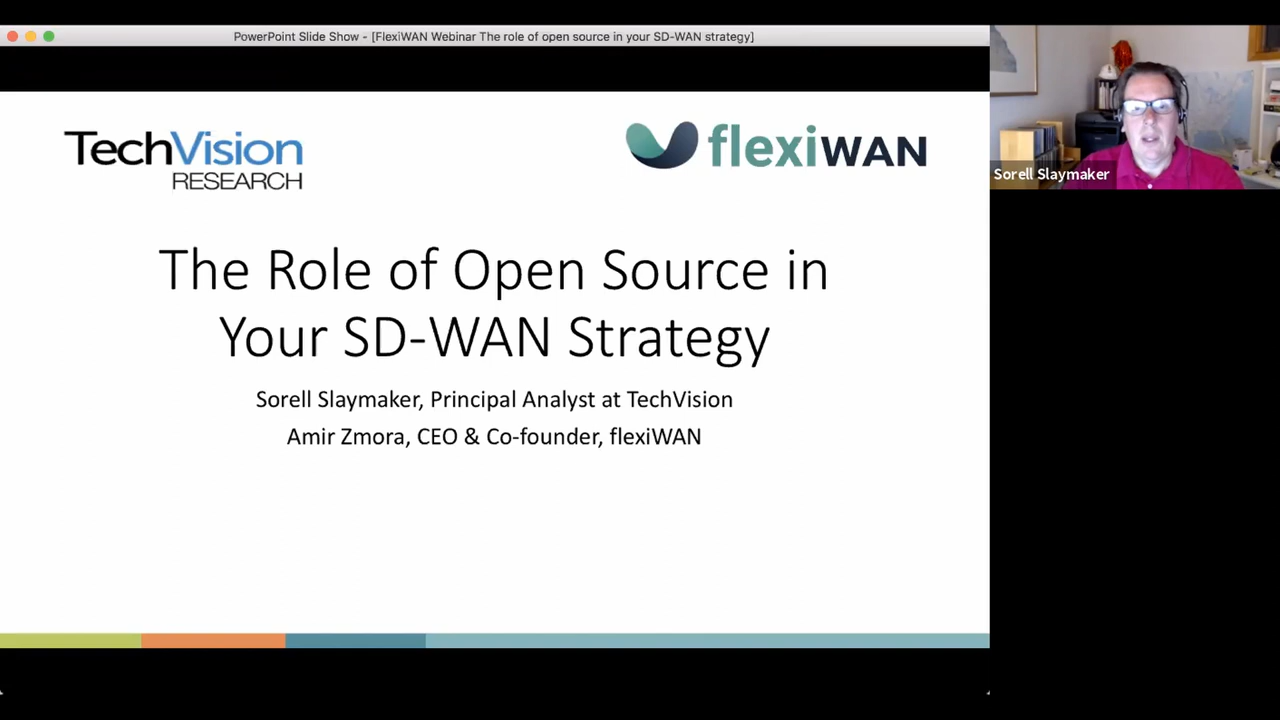 PowerPoint Slide Show - [FlexiWAN Webinar The role of open source in your SD-WAN strategy]
TechVision
RESEARCH
flexiWAN
Sorell Slaymaker
The Role of Open Source in
Your SD-WAN Strategy
Sorell Slaymaker, Principal Analyst at TechVision
Amir Zmora, CEO & Co-founder, flexiWAN